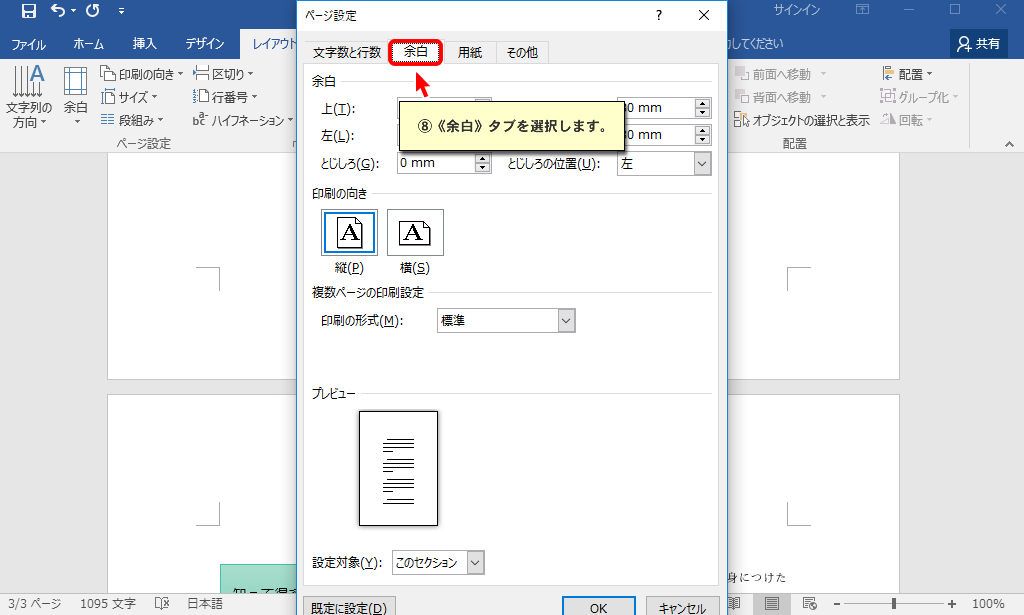 ページ設定
サインイン
ファイル ホーム 挿入 デザイン レイアウト
してください
共有
文字数と行数 余白 用紙 その他
文字列の方向
余白
印刷の向き
サイズ
段組み
区切り
行番号
ハイフネーション
ページ設定
前面へ移動
背面へ移動
オブジェクトの選択と表示
配置
グループ化
回転
配置
余白
上(T):
0 mm
⑧《余白》タブを選択します。
左(L):
0 mm
とじしろ(G): 0 mm とじしろの位置(U): 左
印刷の向き
A A
縦(P) 横(S)
複数ページの印刷設定
印刷の形式(M): 標準
プレビュー
設定対象(Y): このセクション
身につけた
既定に設定(D) OK キャンセル
3/3 ページ 1095 文字 日本語 100%